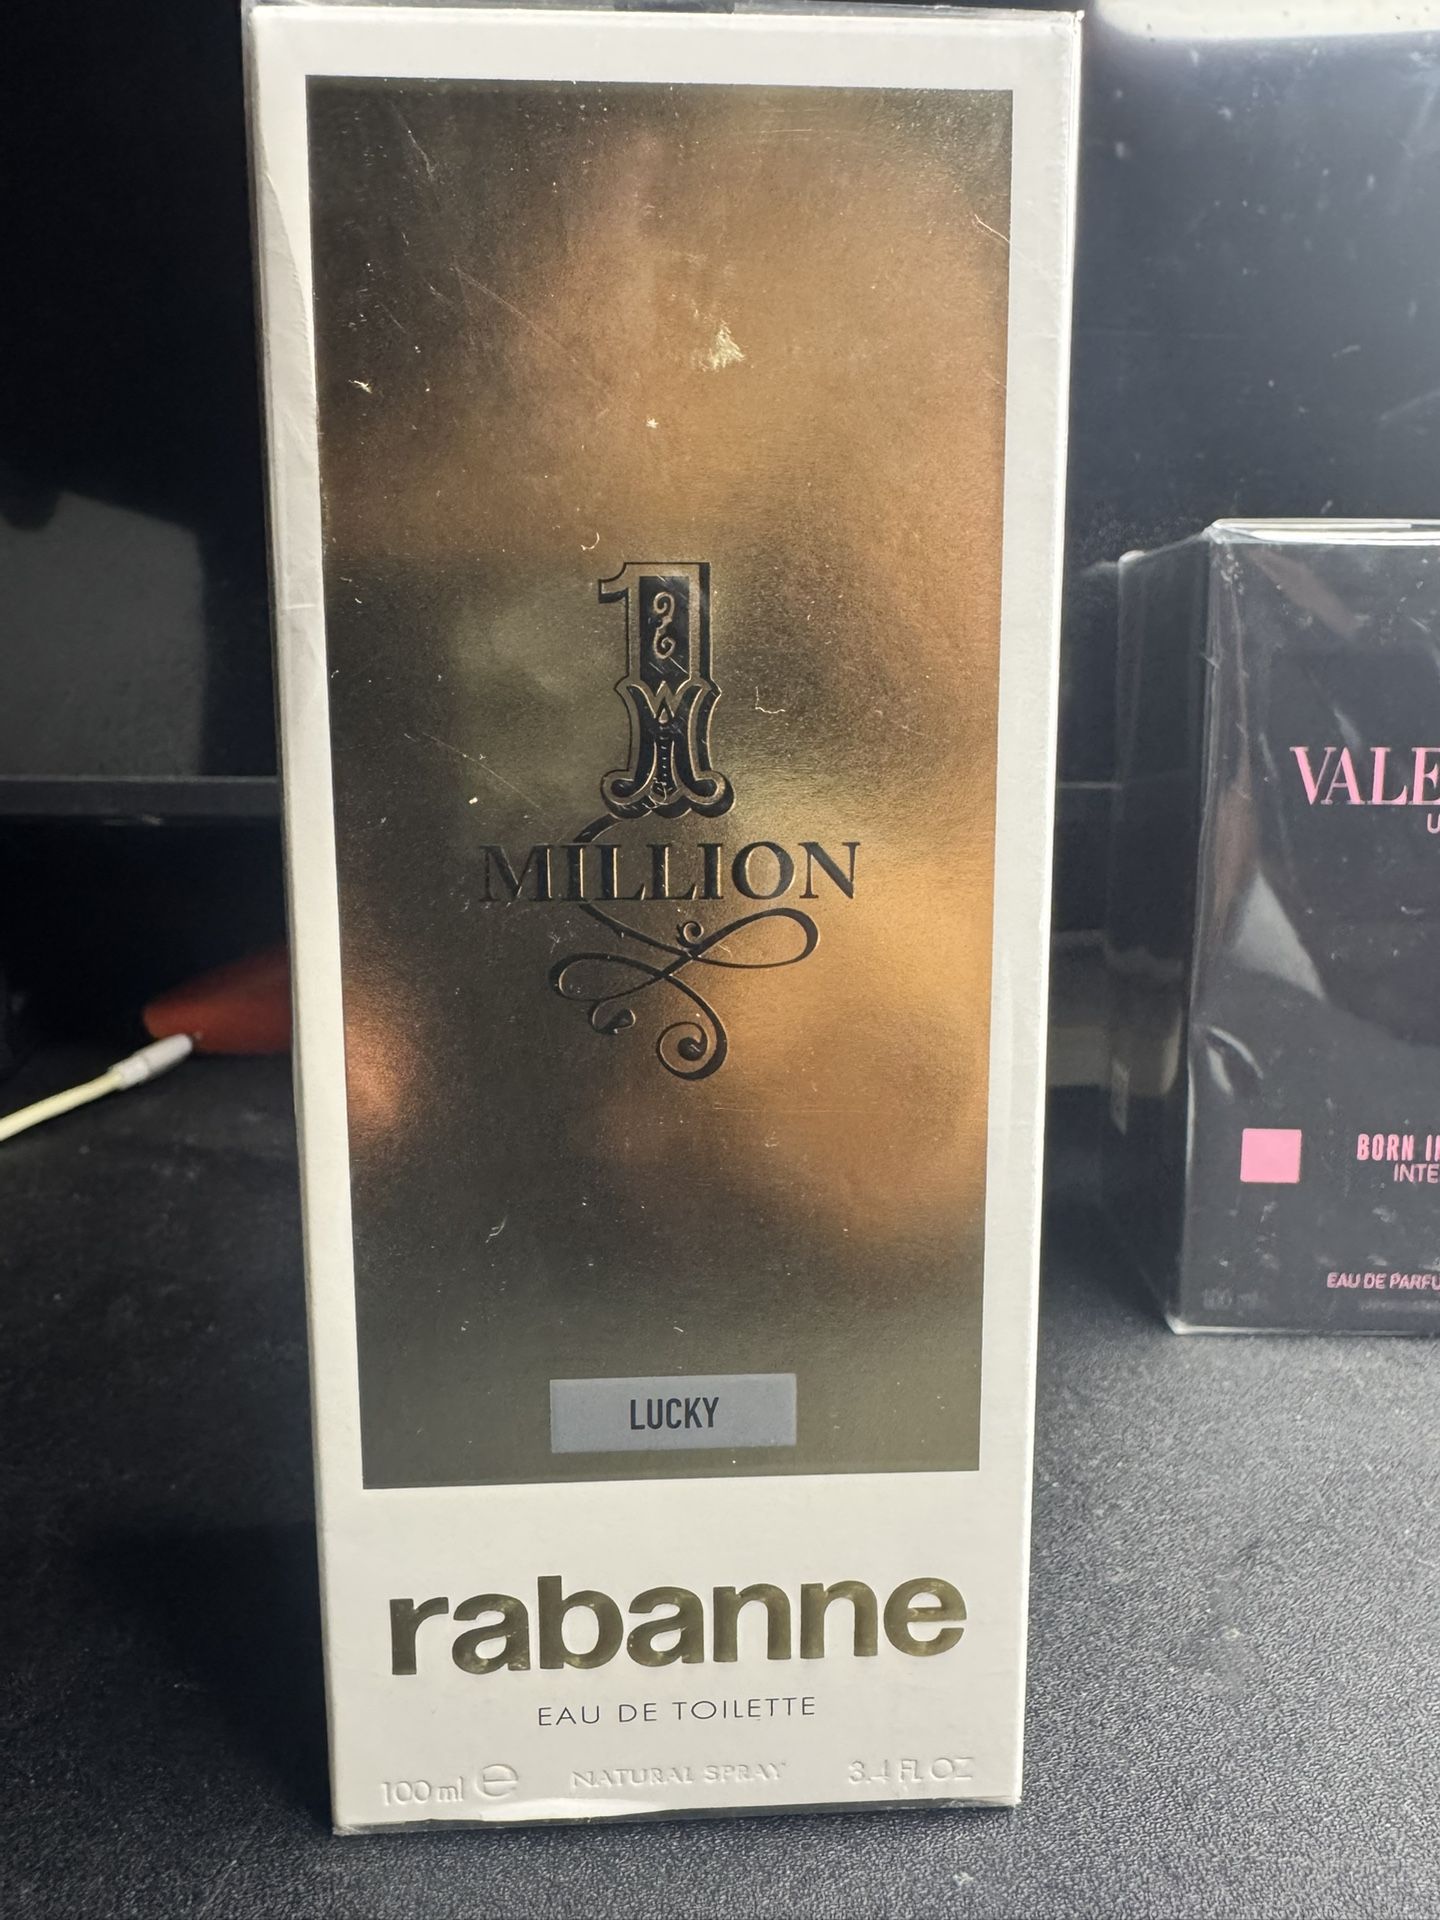 1
MILLION
LUCKY
rabanne
EAU DE TOILETTE
100 ml ℮ NATURAL SPRAY 3.4 FL OZ
VALE
U
BORN IN
INTE
EAU DE PARFU